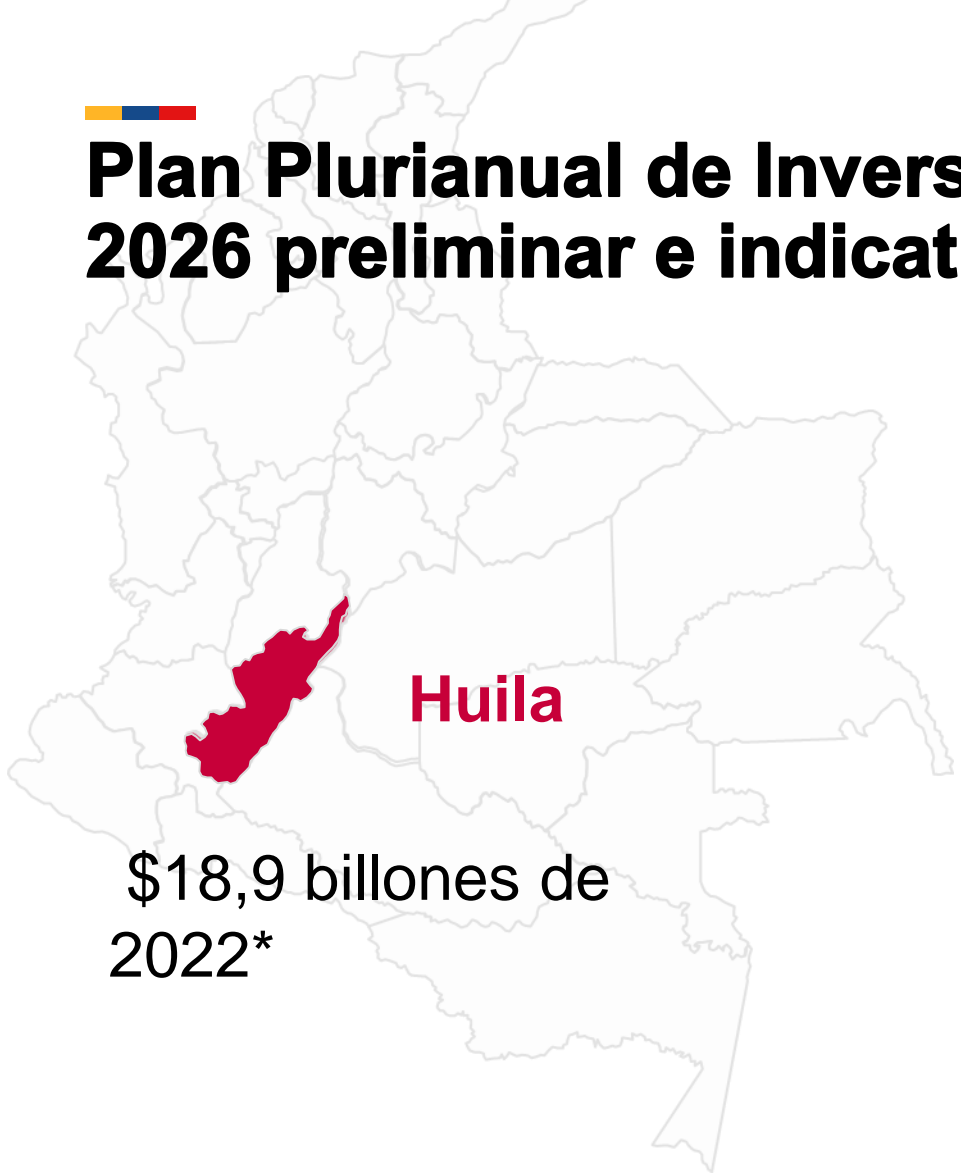 Plan Plurianual de Invers
2026 preliminar e indicat
Huila
$18,9 billones de
2022*